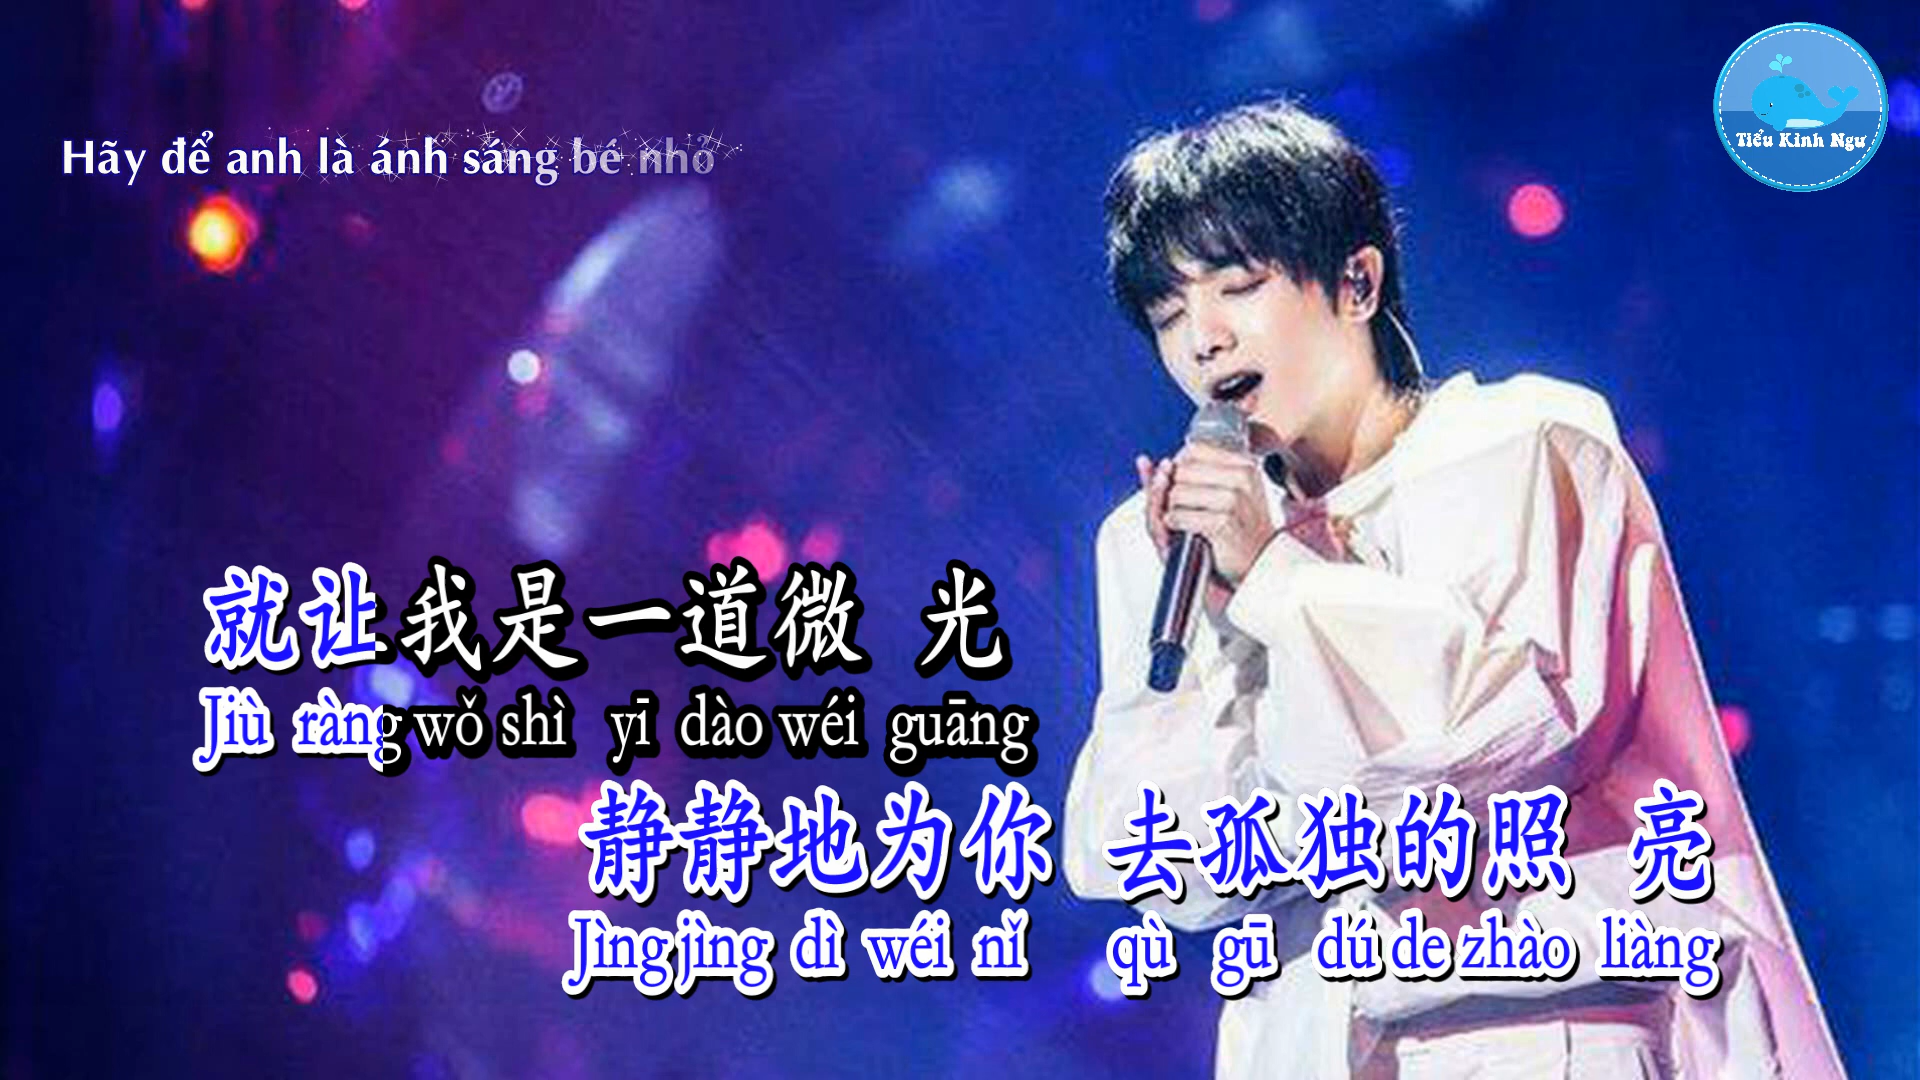 Hãy để anh là ánh sáng bé nhỏ
Tiểu Kình Ngư
就让我是一道微 光
Jiù ràng wǒ shì yī dào wéi guāng
静静地为你 去孤独的照 亮
Jìng jìng dì wéi nǐ qù gū dú de zhào liàng